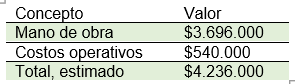 Concepto Valor
Mano de obra $3.696.000
Costos operativos $540.000
Total, estimado $4.236.000